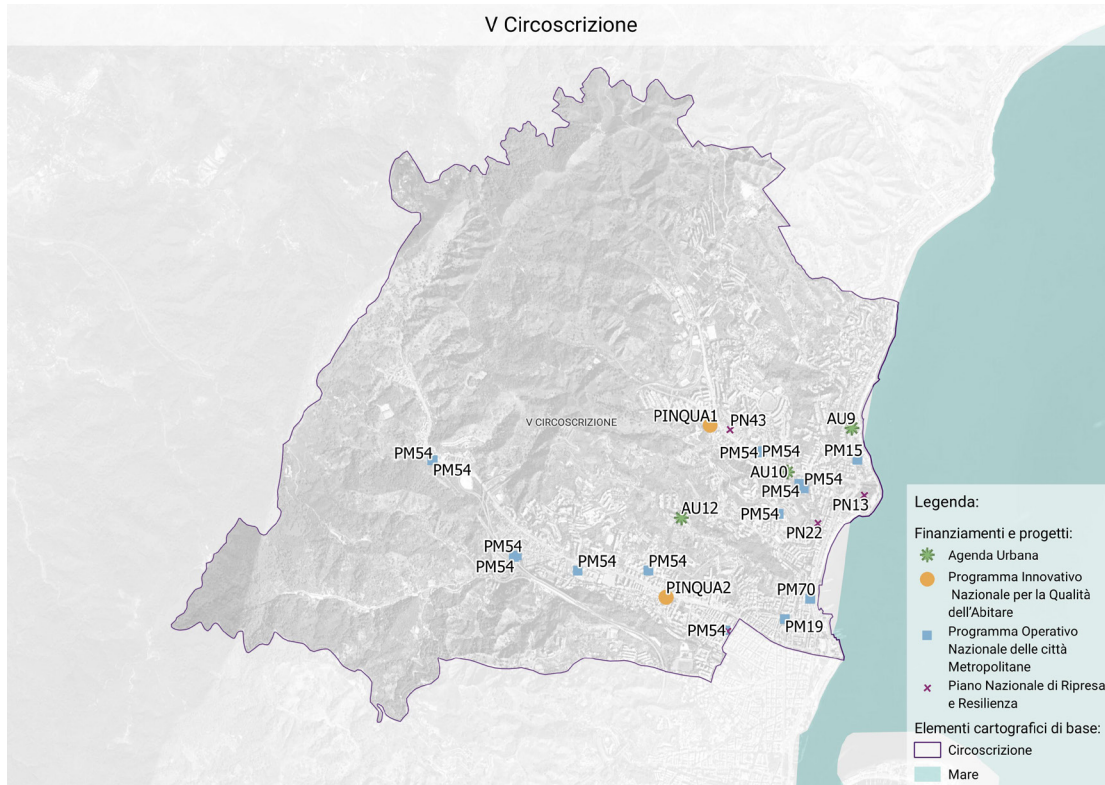 V Circoscrizione
PINQUA1
PN43
AU9
V CIRCOSCRIZIONE
PM54
PM54
PM54
PM54
PM15
AU10
PM54
PM54
PN13
AU12
PM54
PN22
PM54
PM54
PM54
PM54
PINQUA2
PM70
PM54
PM19
Legenda:
Finanziamenti e progetti:
Agenda Urbana
Programma Innovativo
Nazionale per la Qualità
dell'Abitare
Programma Operativo
Nazionale delle città
Metropolitane
Piano Nazionale di Ripresa
e Resilienza
Elementi cartografici di base:
Circoscrizione
Mare